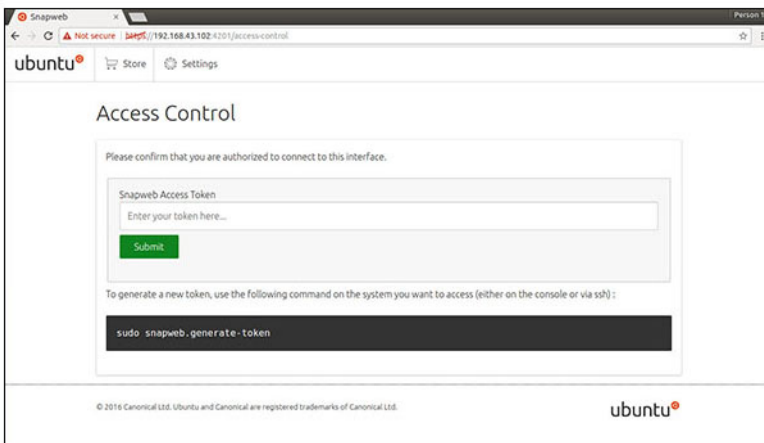 Snapweb
Person 1
Not secure | https://192.168.43.102:4201/access-control
ubuntu Store Settings
Access Control
Please confirm that you are authorized to connect to this interface.
Snapweb Access Token
Enter your token here...
Submit
To generate a new token, use the following command on the system you want to access (either on the console or via ssh) :
sudo snapweb.generate-token
© 2016 Canonical Ltd. Ubuntu and Canonical are registered trademarks of Canonical Ltd.
ubuntu